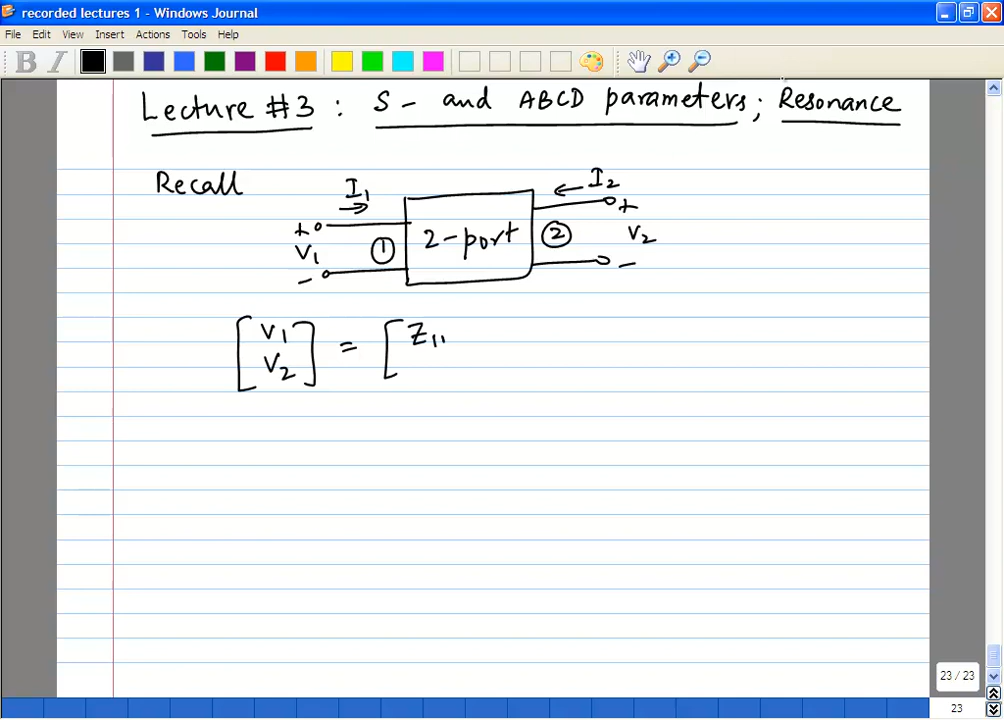 recorded lectures 1 - Windows Journal
File Edit View Insert Actions Tools Help
B I
Lecture #3 : S - and ABCD parameters; Resonance
Recall
I1
I2
+
V1
-
①
2-port
②
+
V2
-
[V1
V2] = [Z11
23 / 23
23